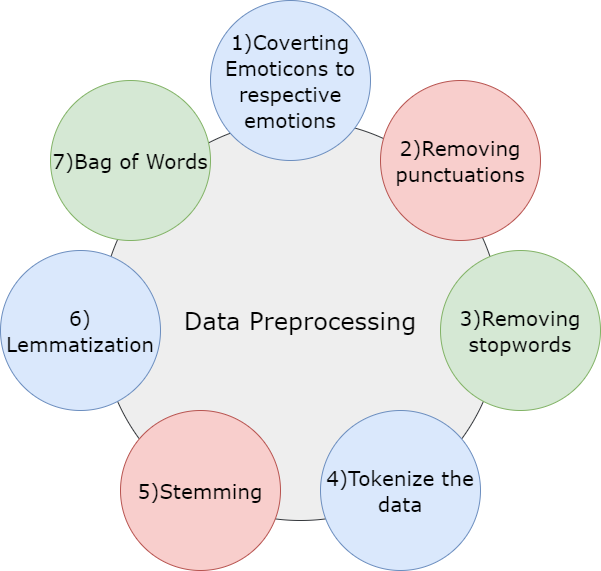 1)Coverting
Emoticons to
respective
emotions
2)Removing
punctuations
3)Removing
stopwords
4)Tokenize the
data
5)Stemming
6)
Lemmatization
7)Bag of Words
Data Preprocessing